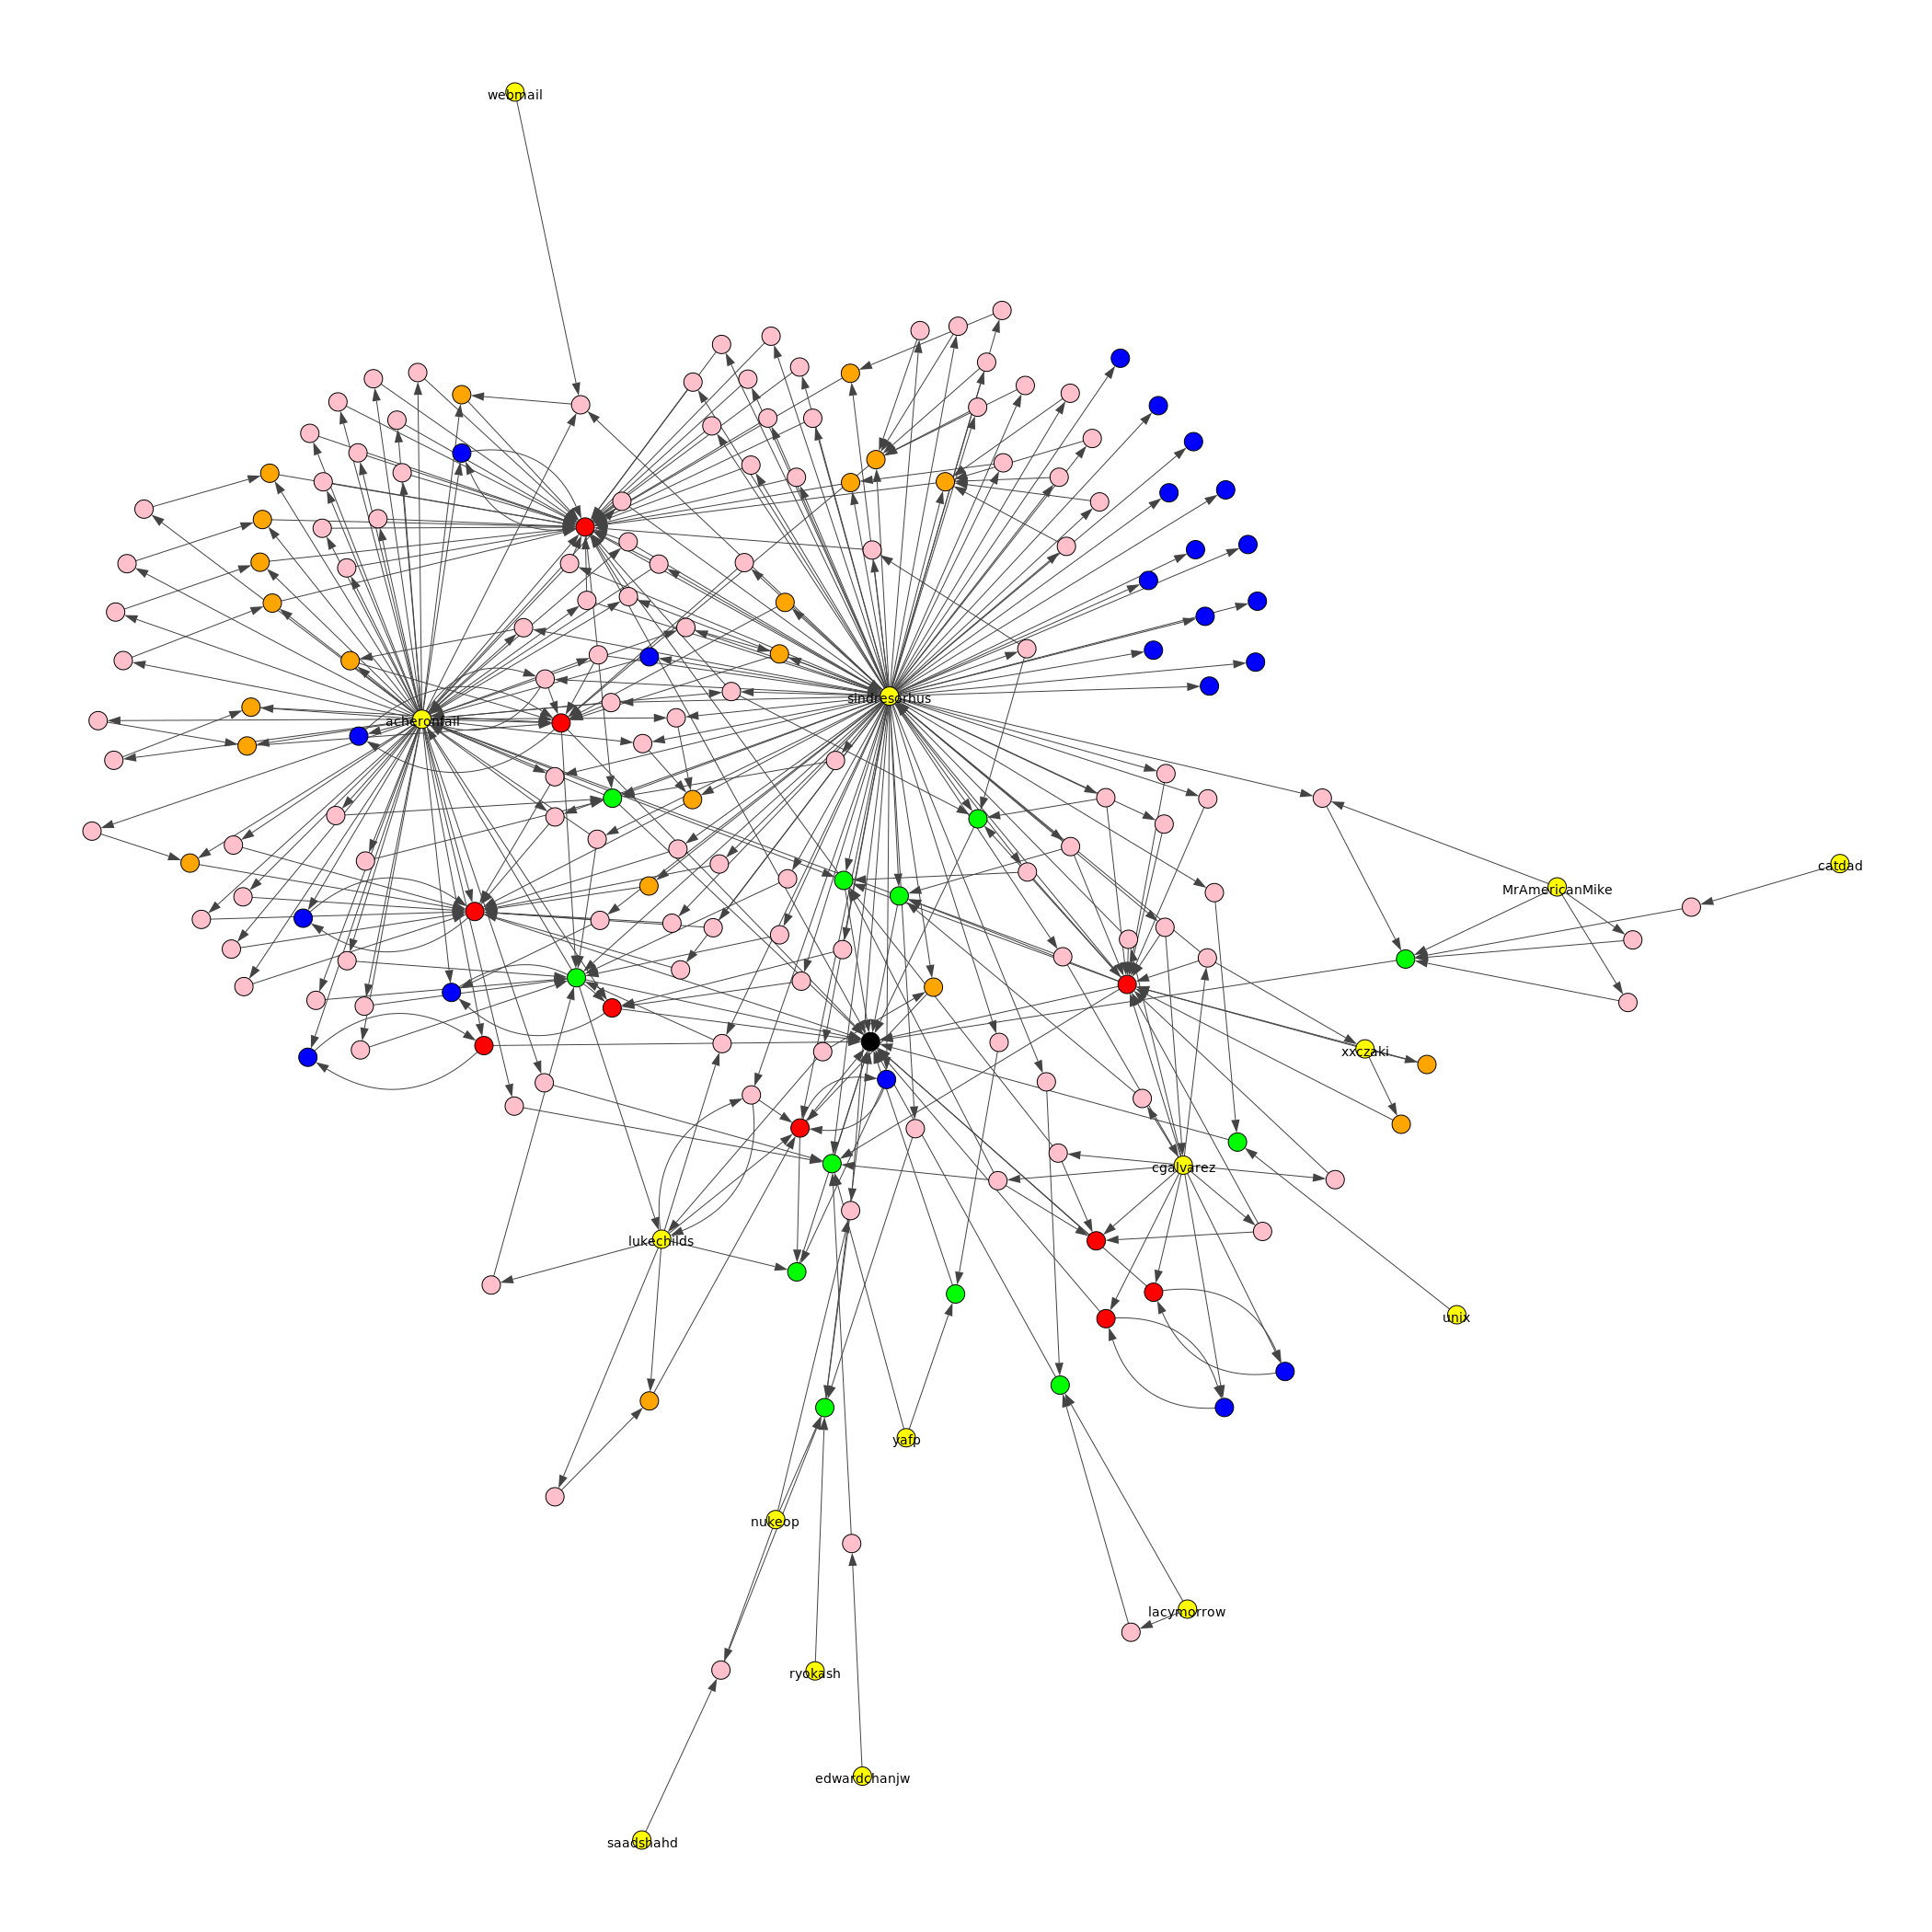 webmail
sindresorhus
acheronfail
catdad
MrAmericanMike
xxczaki
cgalvarez
lukechilds
unix
yafp
nukeop
lacymorrow
ryokash
edwardchanjw
saadshahd